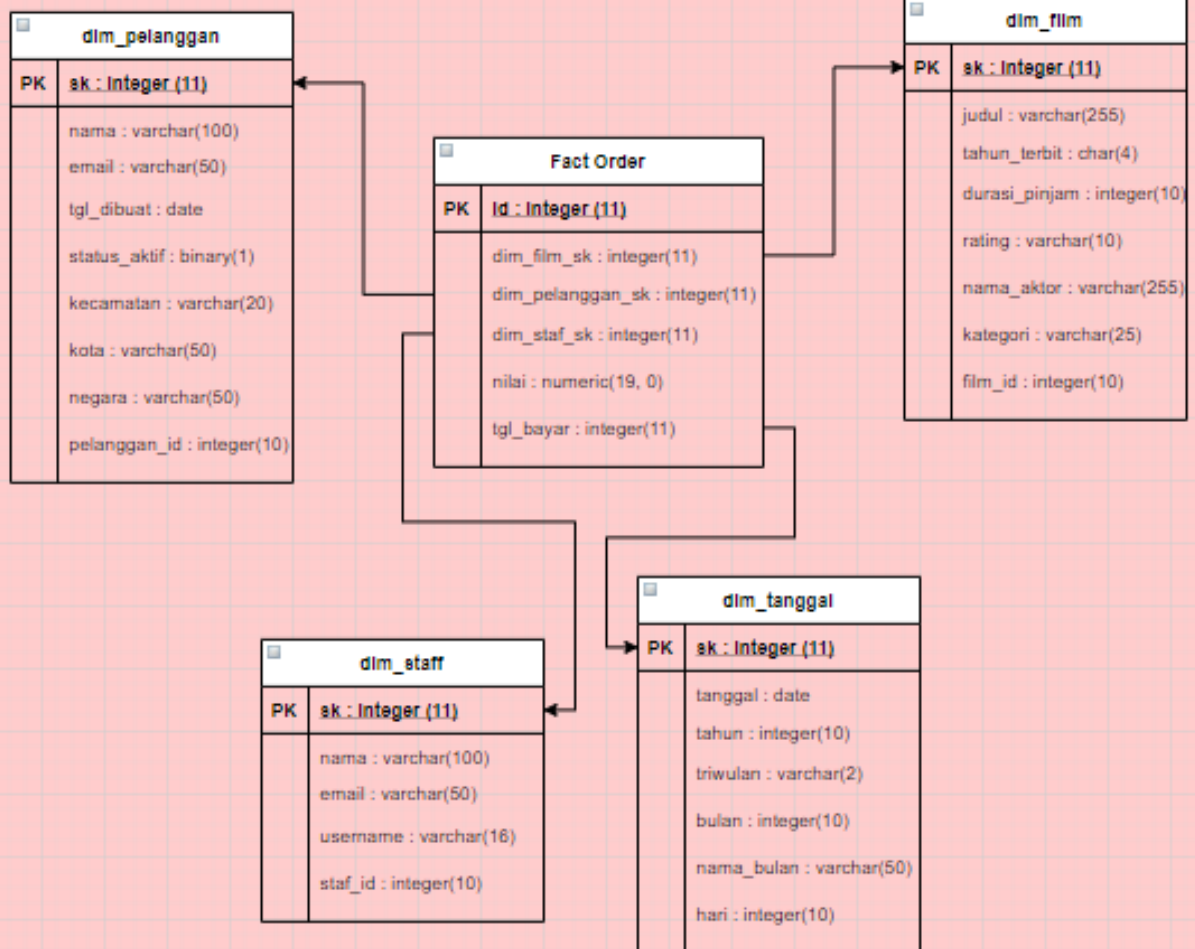 dim_pelanggan
PK sk : Integer (11)
nama : varchar(100)
email : varchar(50)
tgl_dibuat : date
status_aktif : binary(1)
kecamatan : varchar(20)
kota : varchar(50)
negara : varchar(50)
pelanggan_id : integer(10)
Fact Order
PK Id : Integer (11)
dim_film_sk : integer(11)
dim_pelanggan_sk : integer(11)
dim_staf_sk : integer(11)
nilai : numeric(19, 0)
tgl_bayar : integer(11)
dim_film
PK sk : Integer (11)
judul : varchar(255)
tahun_terbit : char(4)
durasi_pinjam : integer(10)
rating : varchar(10)
nama_aktor : varchar(255)
kategori : varchar(25)
film_id : integer(10)
dim_staff
PK sk : Integer (11)
nama : varchar(100)
email : varchar(50)
username : varchar(16)
staf_id : integer(10)
dim_tanggal
PK sk : Integer (11)
tanggal : date
tahun : integer(10)
triwulan : varchar(2)
bulan : integer(10)
nama_bulan : varchar(50)
hari : integer(10)